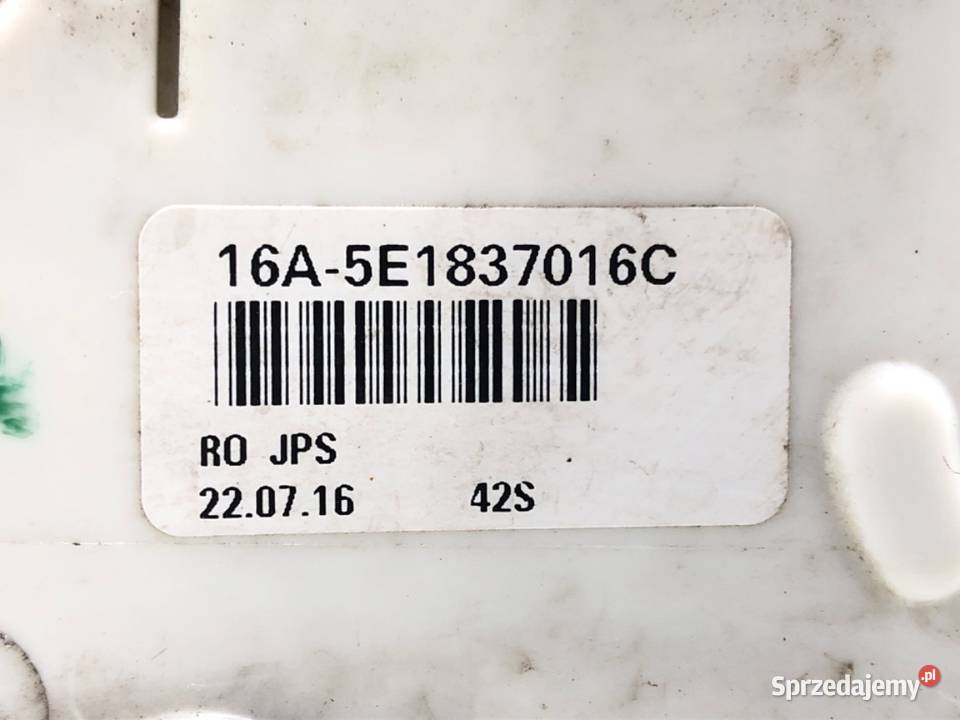 16A-5E1837016C
RO JPS
22.07.16 42S
Sprzedajemy.pl